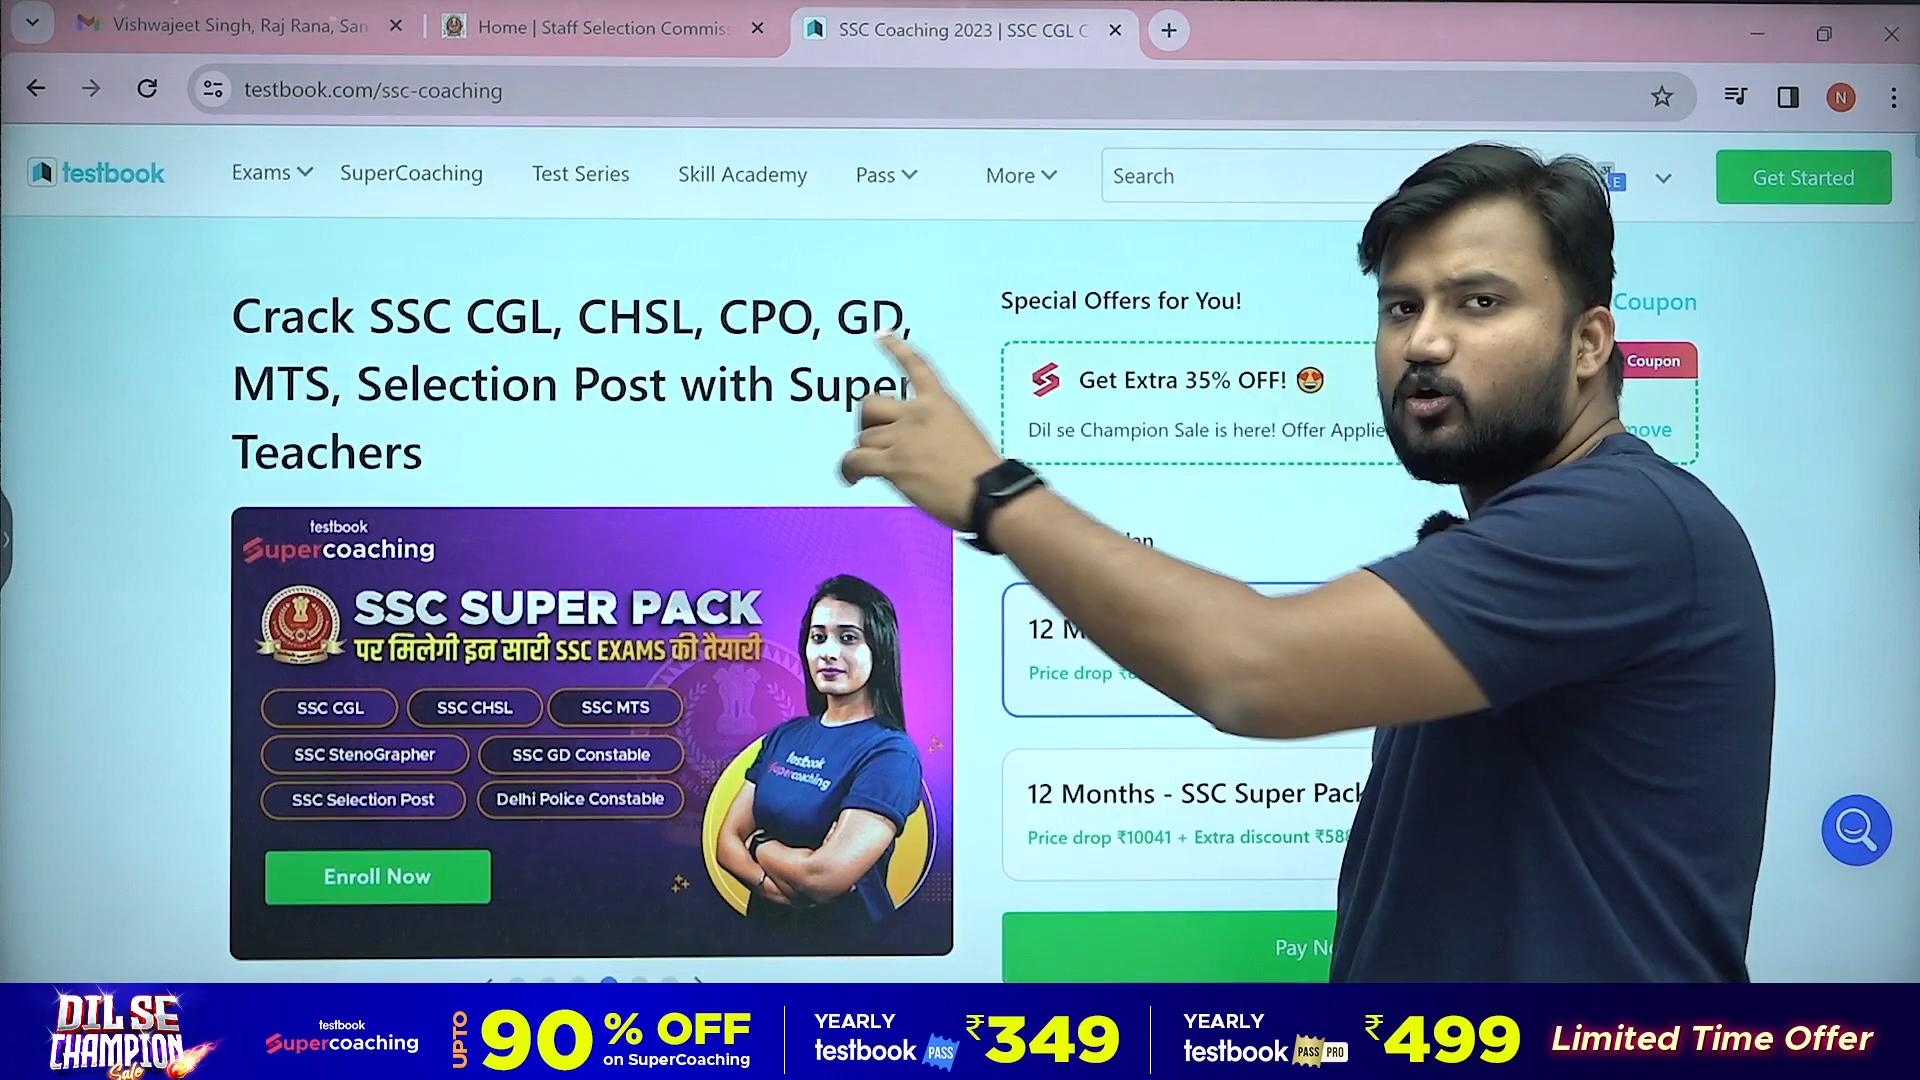 Vishwajeet Singh, Raj Rana, San
Home | Staff Selection Commis
SSC Coaching 2023 | SSC CGL C
testbook.com/ssc-coaching
N
testbook
Exams
SuperCoaching
Test Series
Skill Academy
Pass
More
Search
E
Get Started
Crack SSC CGL, CHSL, CPO, GD,
MTS, Selection Post with Super
Teachers
Special Offers for You!
Coupon
Coupon
Get Extra 35% OFF! 😍
Dil se Champion Sale is here! Offer Applie
move
testbook
Supercoaching
SSC SUPER PACK
पर मिलेगी इन सारी SSC EXAMS की तैयारी
SSC CGL
SSC CHSL
SSC MTS
SSC StenoGrapher
SSC GD Constable
SSC Selection Post
Delhi Police Constable
Enroll Now
testbook
Supercoaching
12 M
Price drop
12 Months - SSC Super Pack
Price drop ₹10041 + Extra discount ₹588
Pay No
DIL SE
CHAMPION
Sale
testbook
Supercoaching
UPTO
90% OFF
on SuperCoaching
YEARLY
testbook PASS
₹349
YEARLY
testbook PASS PRO
₹499
Limited Time Offer